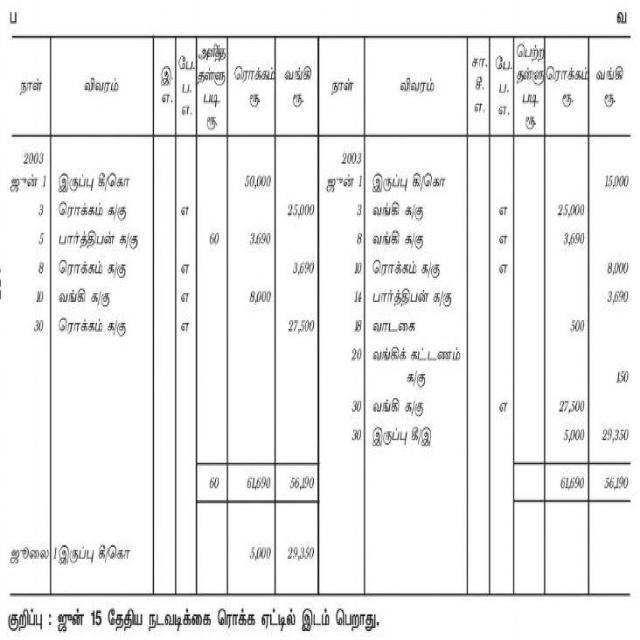 ப வ
நாள் விவரம் இ. எ. பே. ப. எ. அளித்த தள்ளு படி ரூ. ரொக்கம் ரூ. வங்கி ரூ. நாள் விவரம் சா. சீ. எ. பே. ப. எ. பெற்ற தள்ளு படி ரூ. ரொக்கம் ரூ. வங்கி ரூ.
2003 2003
ஜுன் 1 இருப்பு கீ/கொ 50,000 ஜுன் 1 இருப்பு கி/கொ 15,000
3 ரொக்கம் க/கு எ 25,000 3 வங்கி க/கு எ 25,000
5 பார்த்திபன் க/கு 60 3,690 8 வங்கி க/கு எ 3,690
8 ரொக்கம் க/கு எ 3,690 10 ரொக்கம் க/கு எ 8,000
10 வங்கி க/கு எ 8,000 14 பார்த்திபன் க/கு 3,690
30 ரொக்கம் க/கு எ 27,500 18 வாடகை 500
20 வங்கிக் கட்டணம்
க/கு 150
30 வங்கி க/கு எ 27,500
30 இருப்பு கீ/இ 5,000 29,350
60 61,690 56,190 61,690 56,190
ஜூலை 1 இருப்பு கீ/கொ 5,000 29,350
குறிப்பு : ஜுன் 15 தேதிய நடவடிக்கை ரொக்க ஏட்டில் இடம் பெறாது.